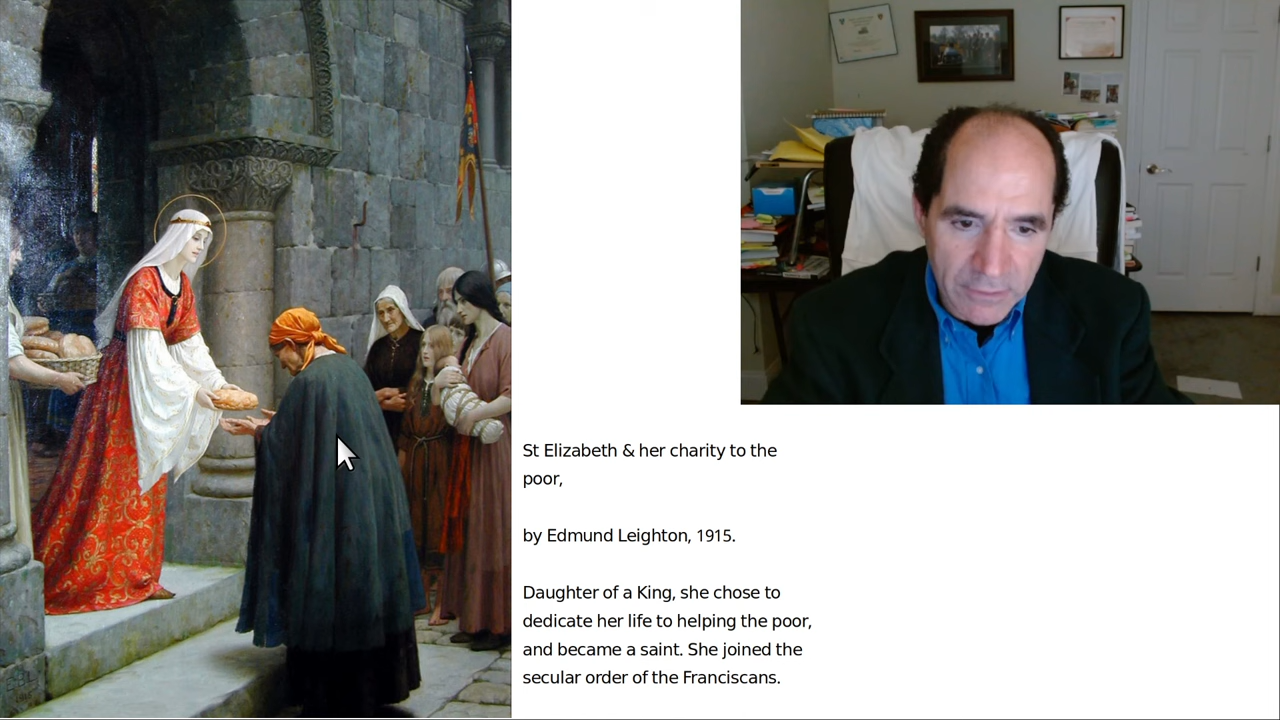 St Elizabeth & her charity to the
poor,
by Edmund Leighton, 1915.
Daughter of a King, she chose to
dedicate her life to helping the poor,
and became a saint. She joined the
secular order of the Franciscans.